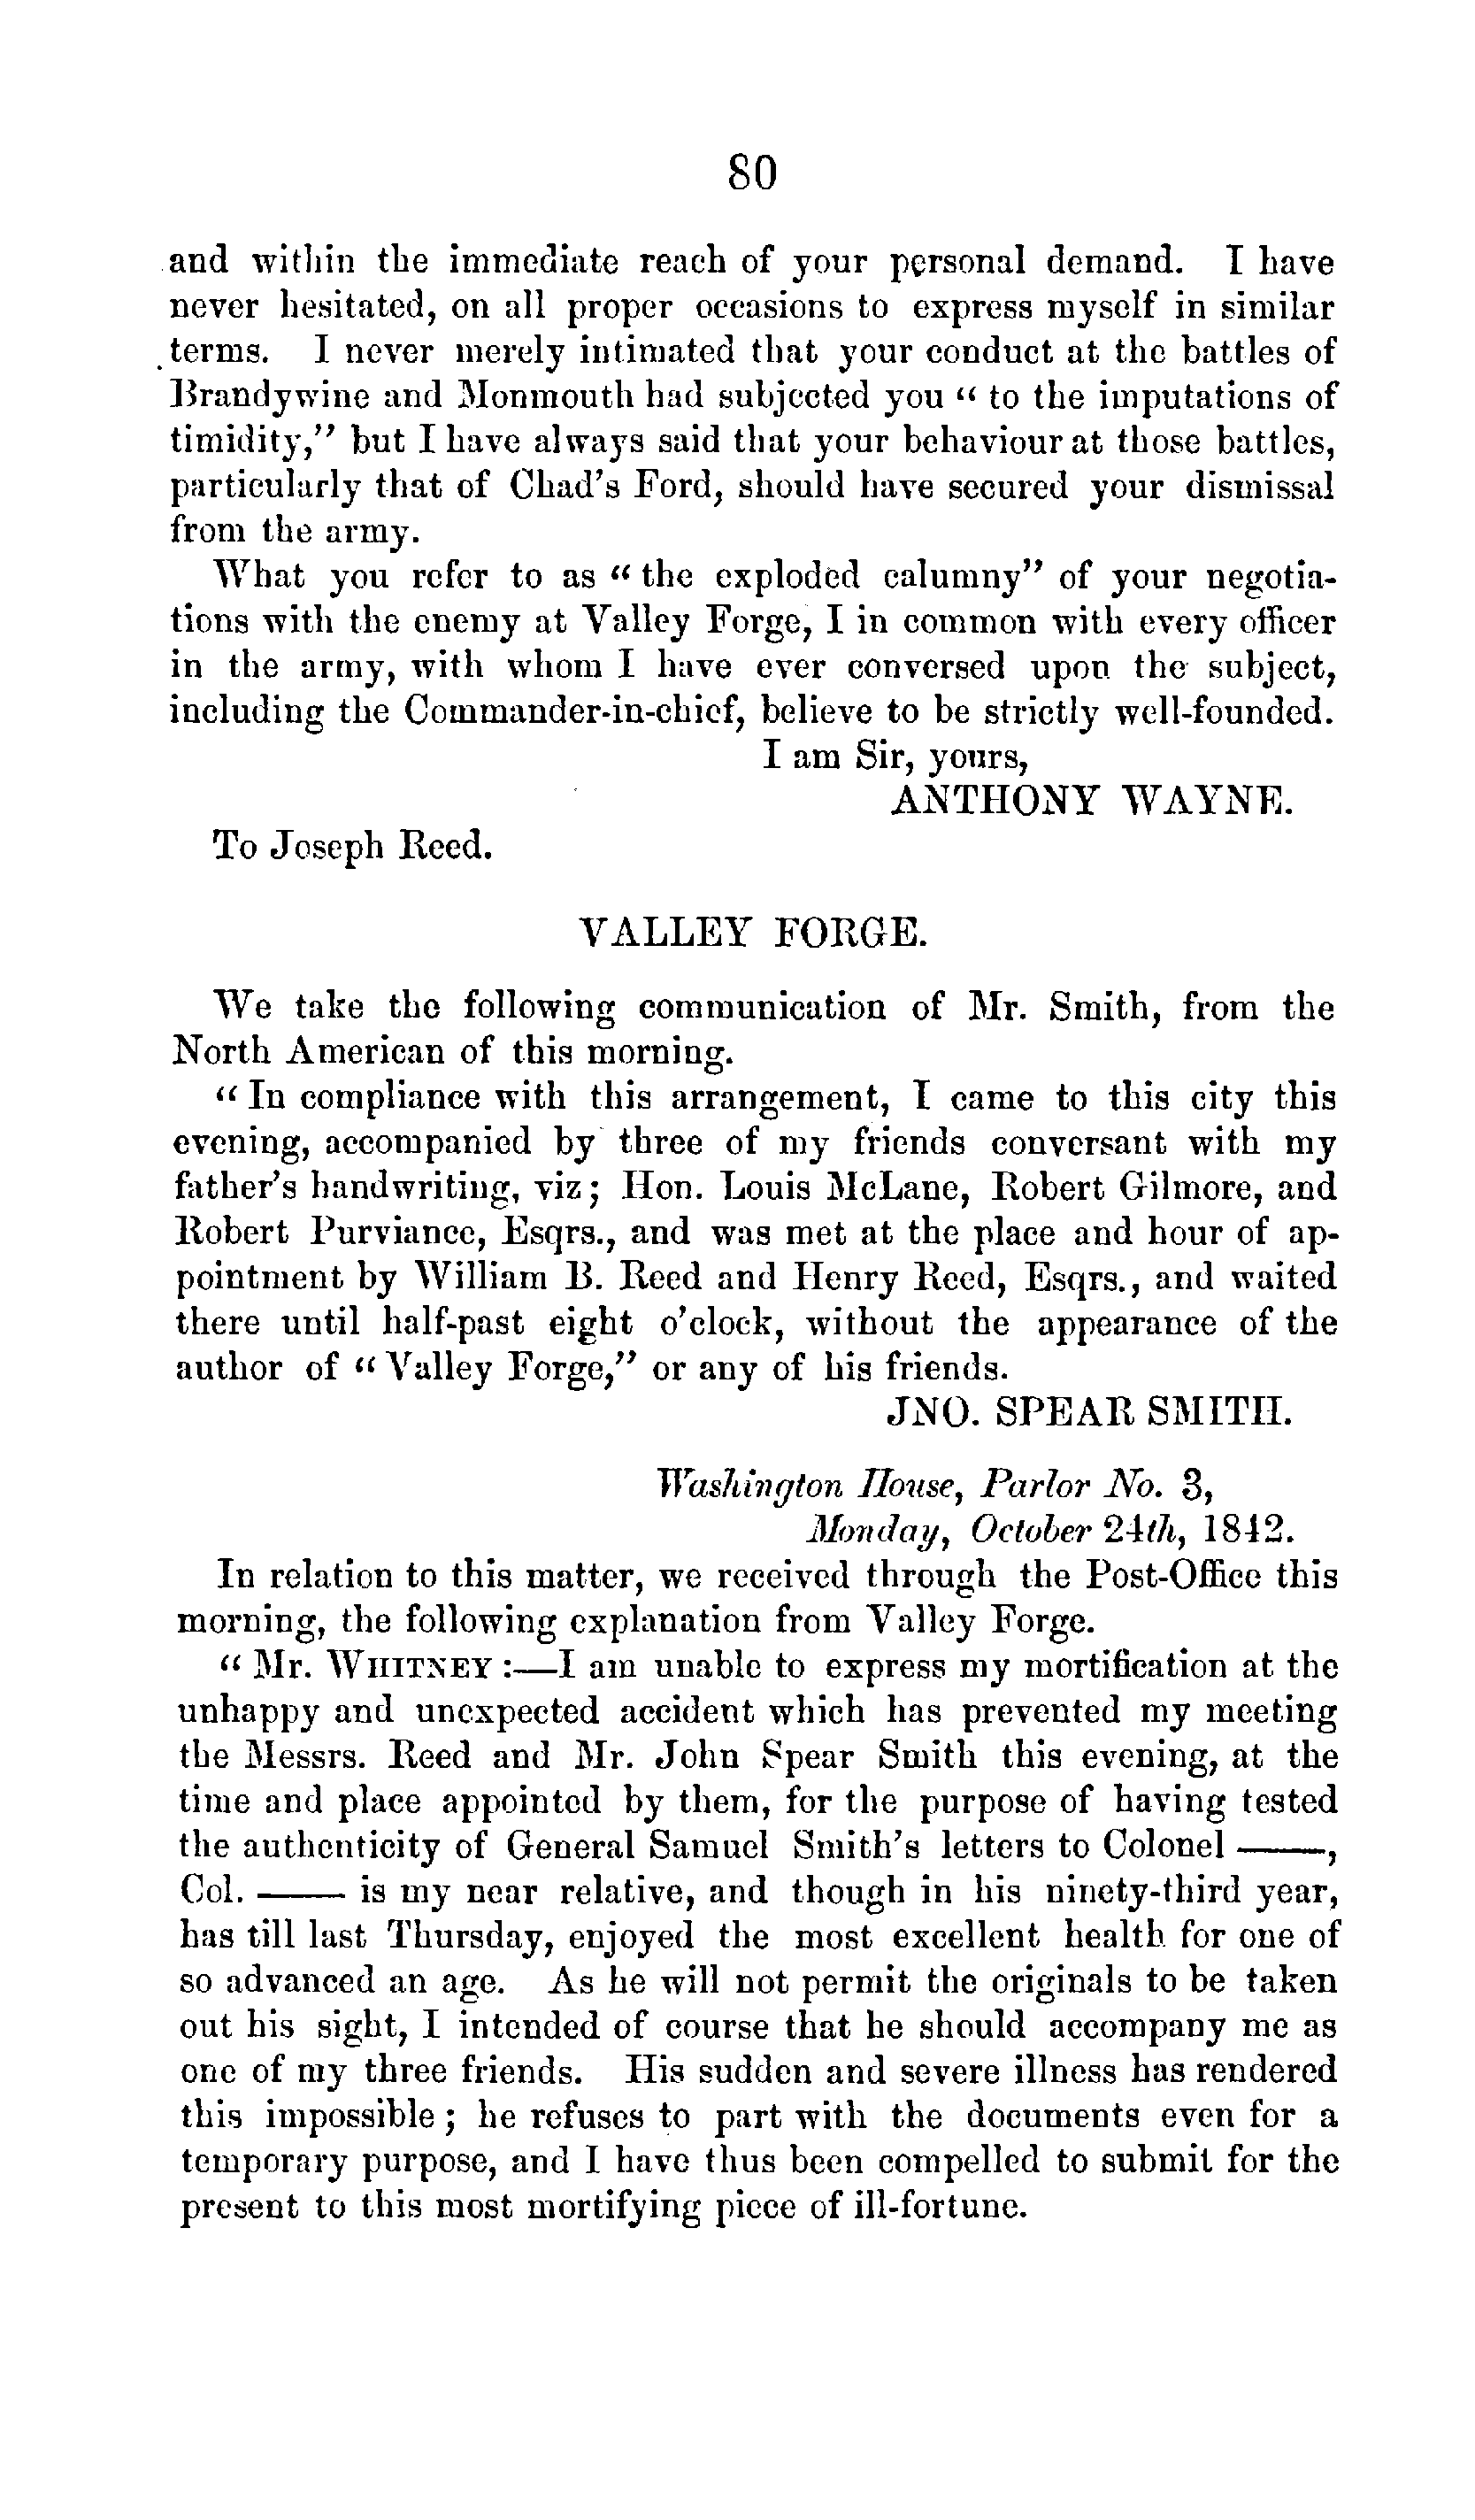 80
and within the immediate reach of your personal demand. I have
never hesitated, on all proper occasions to express myself in similar
terms. I never merely intimated that your conduct at the battles of
Brandywine and Monmouth had subjected you " to the imputations of
timidity," but I have always said that your behaviour at those battles,
particularly that of Chad's Ford, should have secured your dismissal
from the army.
What you refer to as " the exploded calumny" of your negotia-
tions with the enemy at Valley Forge, I in common with every officer
in the army, with whom I have ever conversed upon the subject,
including the Commander-in-chief, believe to be strictly well-founded.
I am Sir, yours,
ANTHONY WAYNE.
To Joseph Reed.
VALLEY FORGE.
We take the following communication of Mr. Smith, from the
North American of this morning.
" In compliance with this arrangement, I came to this city this
evening, accompanied by three of my friends conversant with my
father's handwriting, viz; Hon. Louis McLane, Robert Gilmore, and
Robert Purviance, Esqrs., and was met at the place and hour of ap-
pointment by William B. Reed and Henry Reed, Esqrs., and waited
there until half-past eight o'clock, without the appearance of the
author of " Valley Forge," or any of his friends.
JNO. SPEAR SMITH.
Washington House, Parlor No. 3,
Monday, October 24th, 1842.
In relation to this matter, we received through the Post-Office this
morning, the following explanation from Valley Forge.
" Mr. WHITNEY :—I am unable to express my mortification at the
unhappy and unexpected accident which has prevented my meeting
the Messrs. Reed and Mr. John Spear Smith this evening, at the
time and place appointed by them, for the purpose of having tested
the authenticity of General Samuel Smith's letters to Colonel ——,
Col. —— is my near relative, and though in his ninety-third year,
has till last Thursday, enjoyed the most excellent health for one of
so advanced an age. As he will not permit the originals to be taken
out his sight, I intended of course that he should accompany me as
one of my three friends. His sudden and severe illness has rendered
this impossible ; he refuses to part with the documents even for a
temporary purpose, and I have thus been compelled to submit for the
present to this most mortifying piece of ill-fortune.